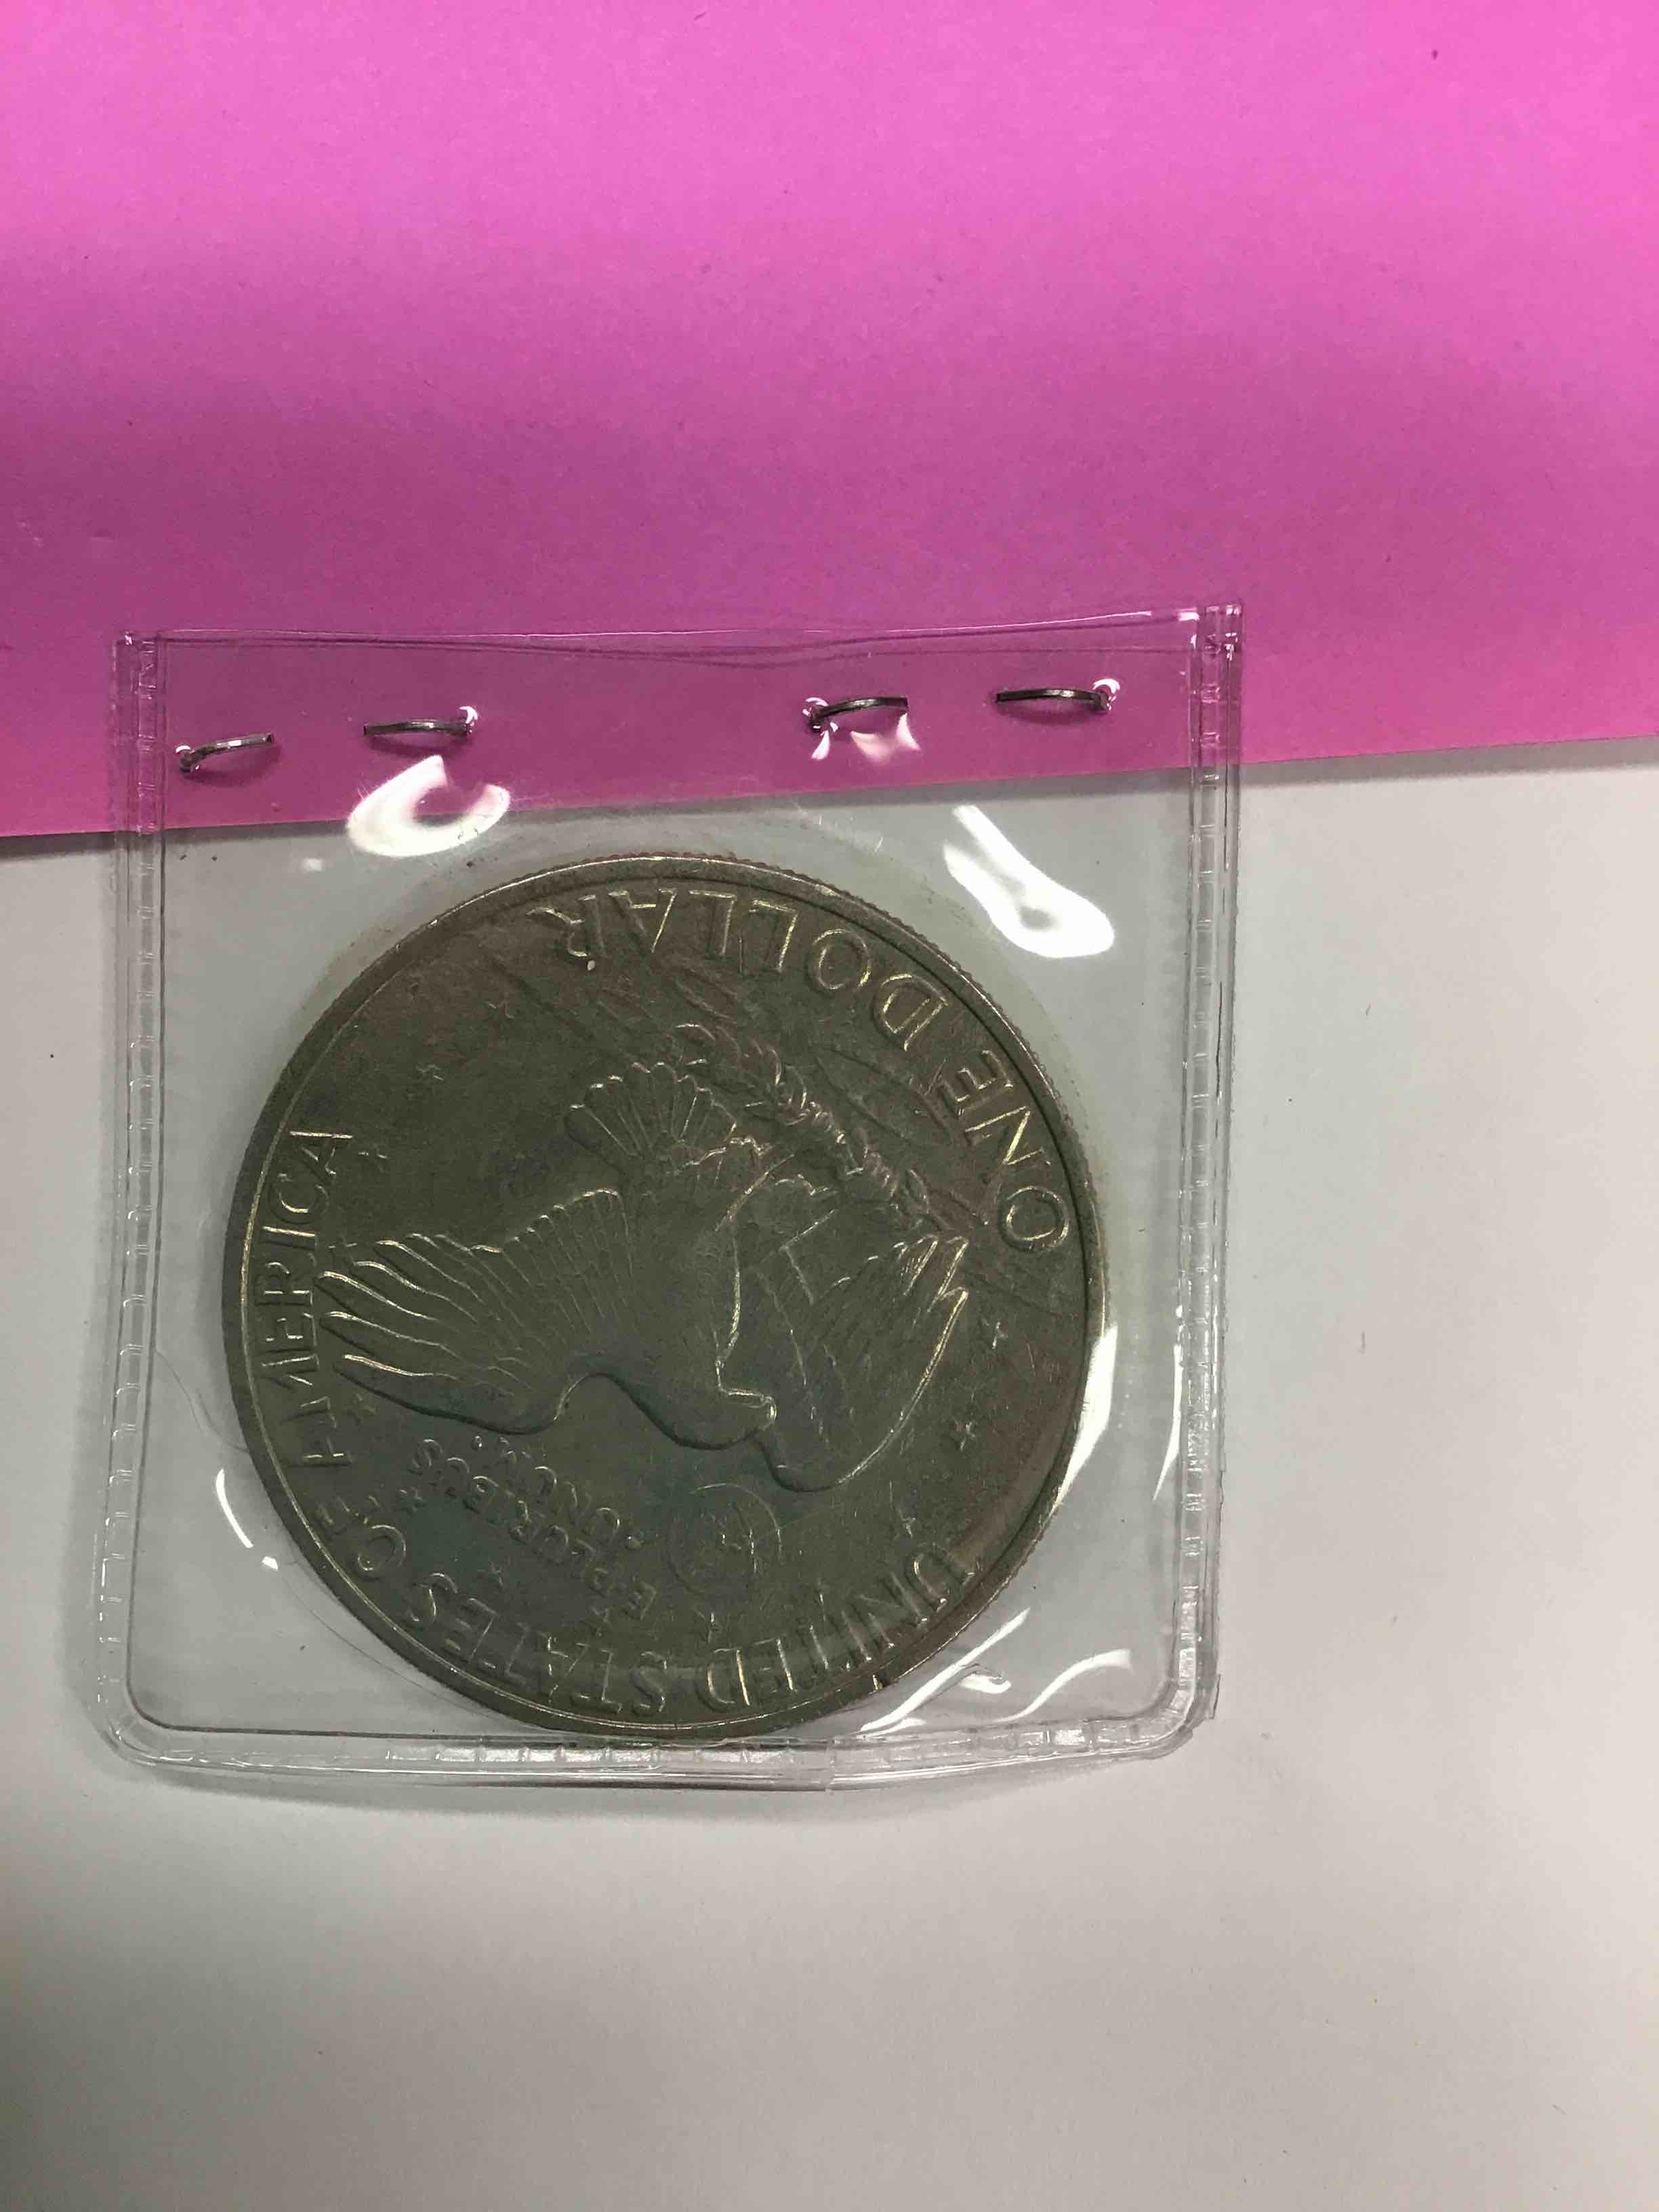 UNITED STATES OF AMERICA
E PLURIBUS
UNUM
ONE DOLLAR